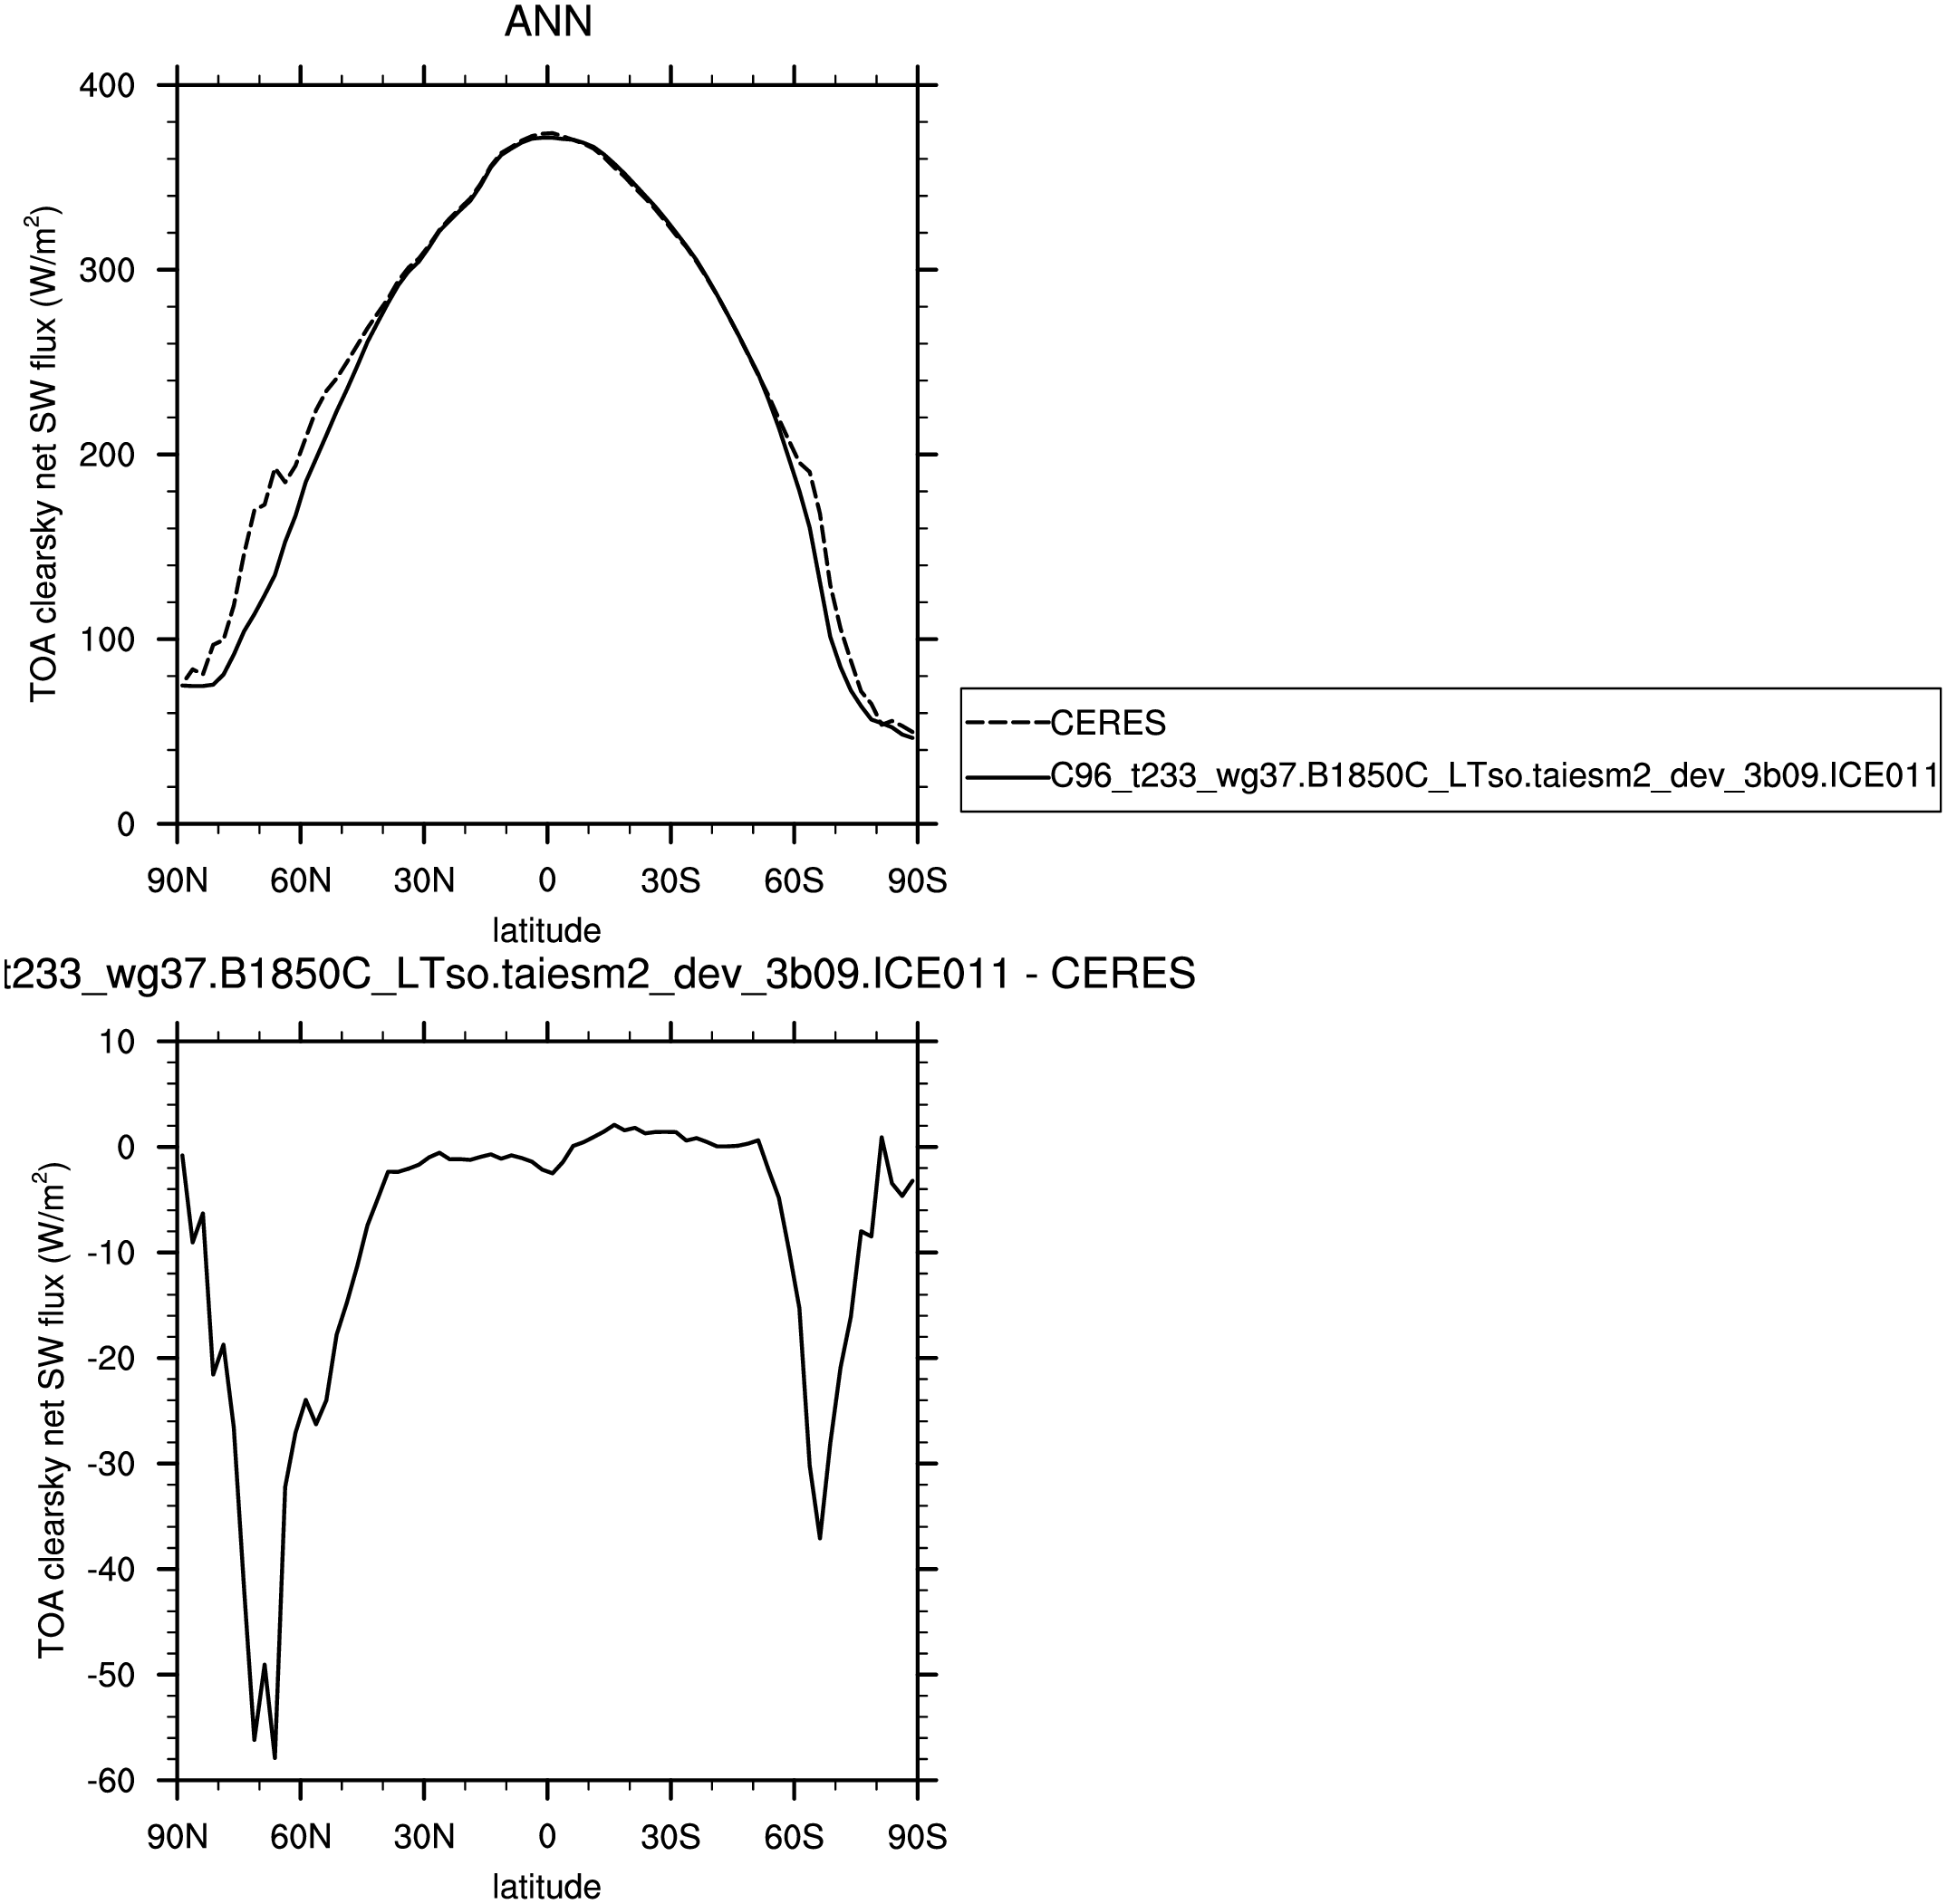 ANN
TOA clearsky net SW flux (W/m²)
400
300
200
100
0
90N 60N 30N 0 30S 60S 90S
latitude
CERES
C96_t233_wg37.B1850C_LTso.taiesm2_dev_3b09.ICE011
t233_wg37.B1850C_LTso.taiesm2_dev_3b09.ICE011 - CERES
TOA clearsky net SW flux (W/m²)
10
0
-10
-20
-30
-40
-50
-60
90N 60N 30N 0 30S 60S 90S
latitude